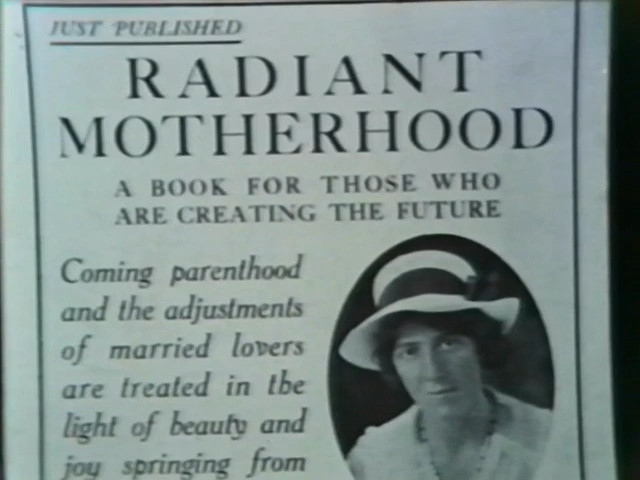 JUST PUBLISHED
RADIANT
MOTHERHOOD
A BOOK FOR THOSE WHO
ARE CREATING THE FUTURE
Coming parenthood
and the adjustments
of married lovers
are treated in the
light of beauty and
joy springing from